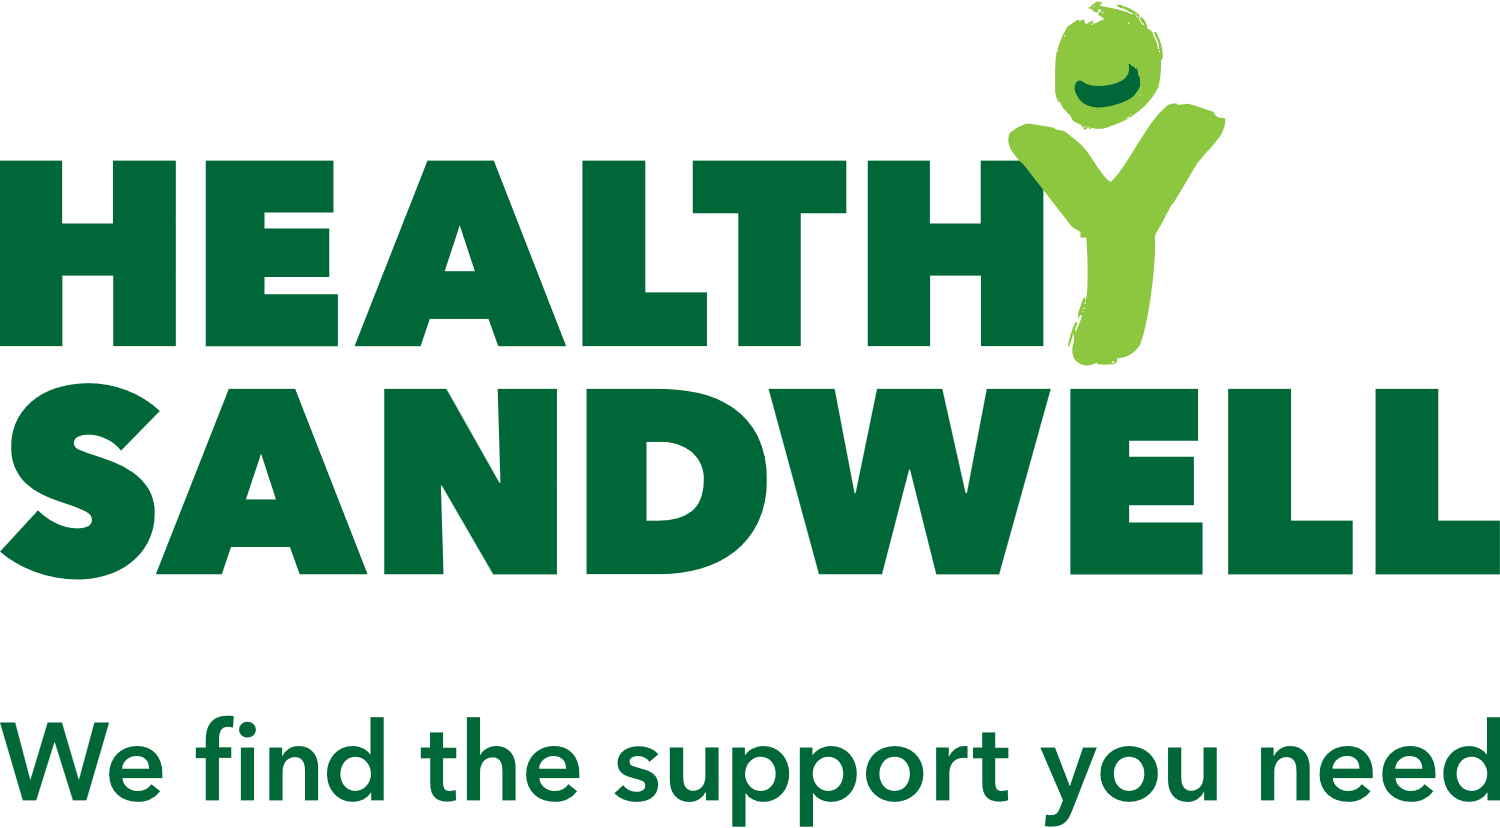 HEALTHY
SANDWELL
We find the support you need